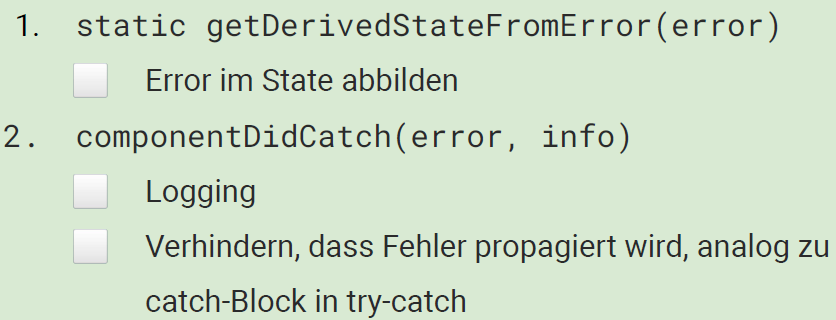 1. static getDerivedStateFromError(error)
Error im State abbilden
2. componentDidCatch(error, info)
Logging
Verhindern, dass Fehler propagiert wird, analog zu
catch-Block in try-catch